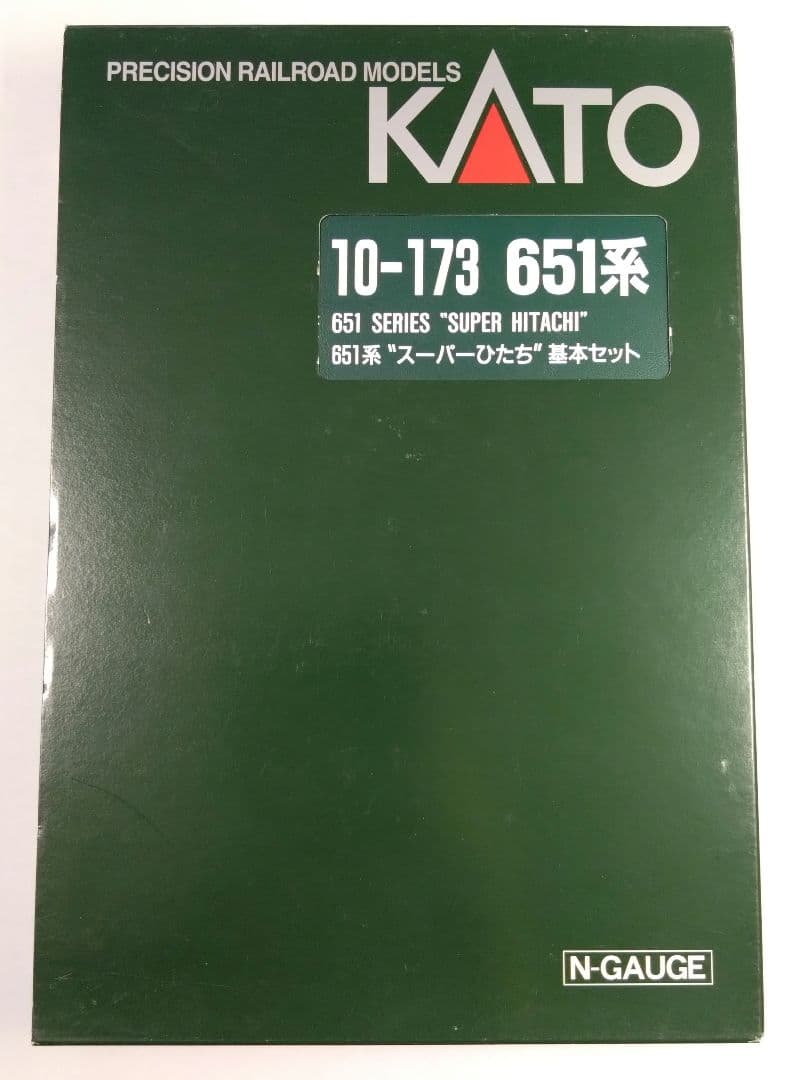 PRECISION RAILROAD MODELS
KATO
10-173 651系
651 SERIES "SUPER HITACHI"
651系 "スーパーひたち" 基本セット
N-GAUGE